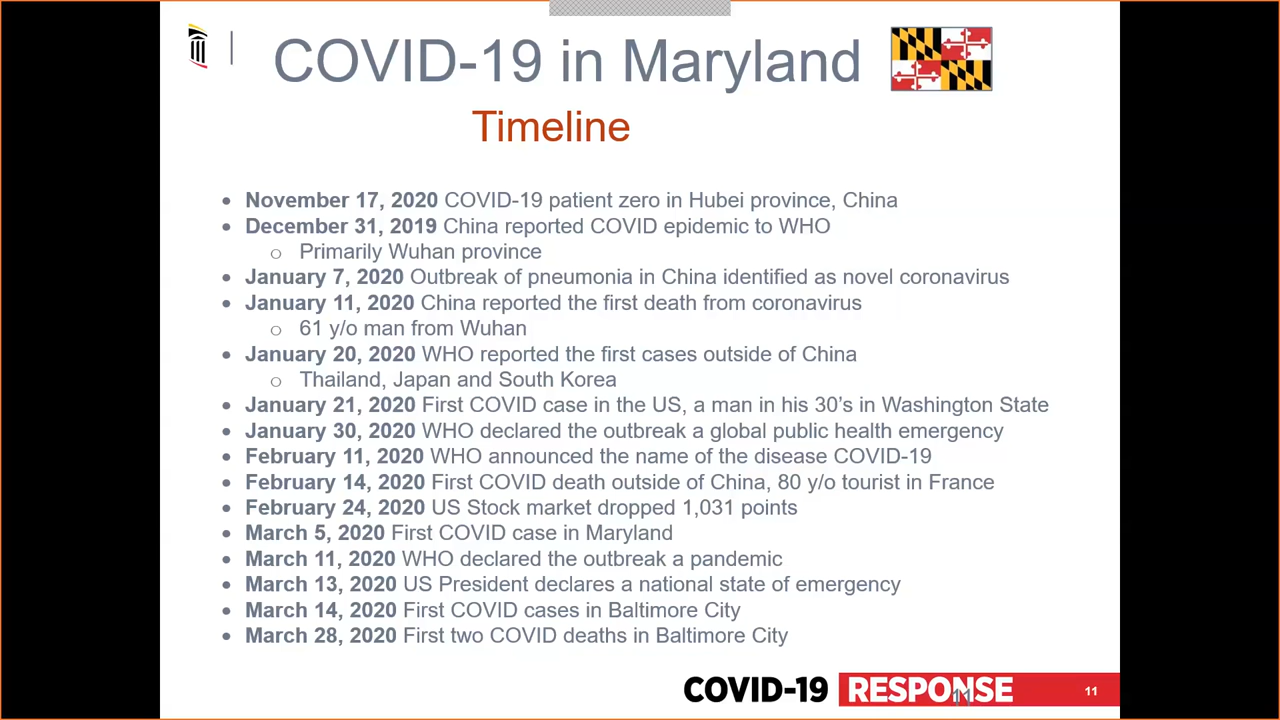 COVID-19 in Maryland
Timeline
• November 17, 2020 COVID-19 patient zero in Hubei province, China
• December 31, 2019 China reported COVID epidemic to WHO
o Primarily Wuhan province
• January 7, 2020 Outbreak of pneumonia in China identified as novel coronavirus
• January 11, 2020 China reported the first death from coronavirus
o 61 y/o man from Wuhan
• January 20, 2020 WHO reported the first cases outside of China
o Thailand, Japan and South Korea
• January 21, 2020 First COVID case in the US, a man in his 30's in Washington State
• January 30, 2020 WHO declared the outbreak a global public health emergency
• February 11, 2020 WHO announced the name of the disease COVID-19
• February 14, 2020 First COVID death outside of China, 80 y/o tourist in France
• February 24, 2020 US Stock market dropped 1,031 points
• March 5, 2020 First COVID case in Maryland
• March 11, 2020 WHO declared the outbreak a pandemic
• March 13, 2020 US President declares a national state of emergency
• March 14, 2020 First COVID cases in Baltimore City
• March 28, 2020 First two COVID deaths in Baltimore City
COVID-19 RESPONSE 11
11